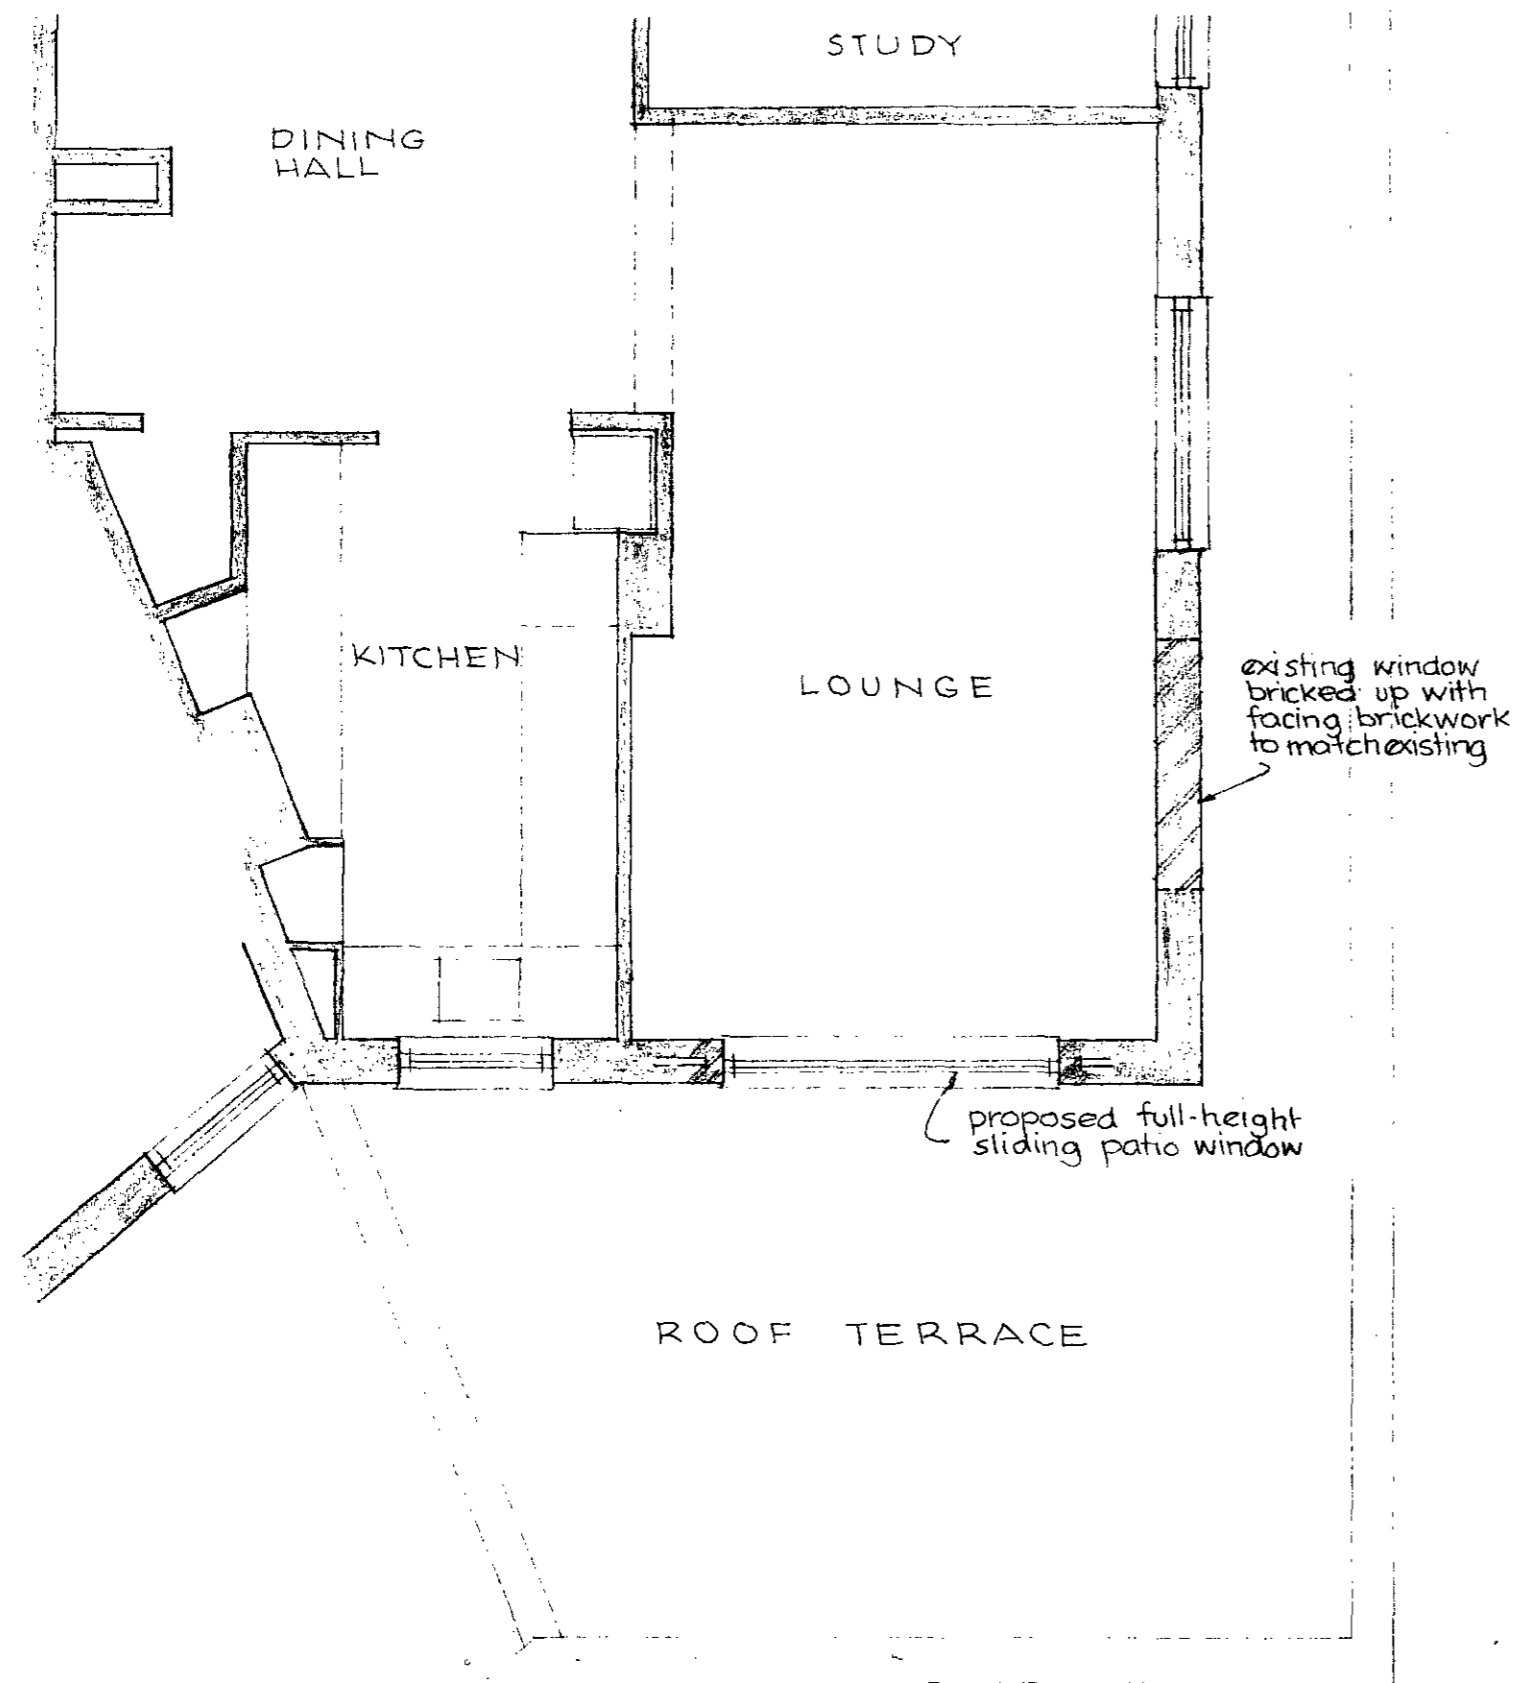 STUDY
DINING
HALL
KITCHEN
LOUNGE
existing window
bricked up with
facing brickwork
to match existing
proposed full-height
sliding patio window
ROOF TERRACE